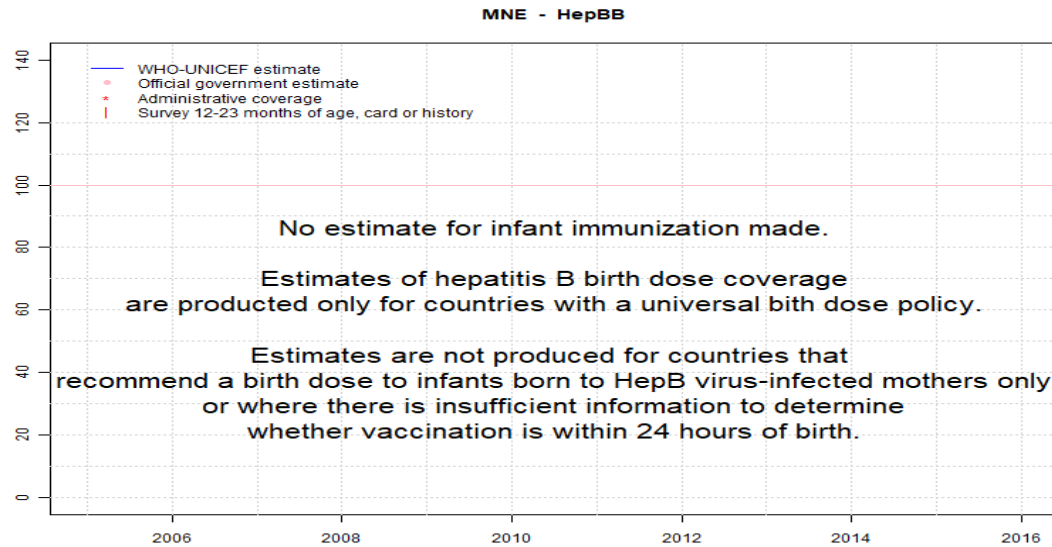 MNE - HepBB
WHO-UNICEF estimate
Official government estimate
Administrative coverage
Survey 12-23 months of age, card or history
No estimate for infant immunization made.
Estimates of hepatitis B birth dose coverage
are producted only for countries with a universal bith dose policy.
Estimates are not produced for countries that
recommend a birth dose to infants born to HepB virus-infected mothers only
or where there is insufficient information to determine
whether vaccination is within 24 hours of birth.
140
120
100
80
60
40
20
0
2006 2008 2010 2012 2014 2016